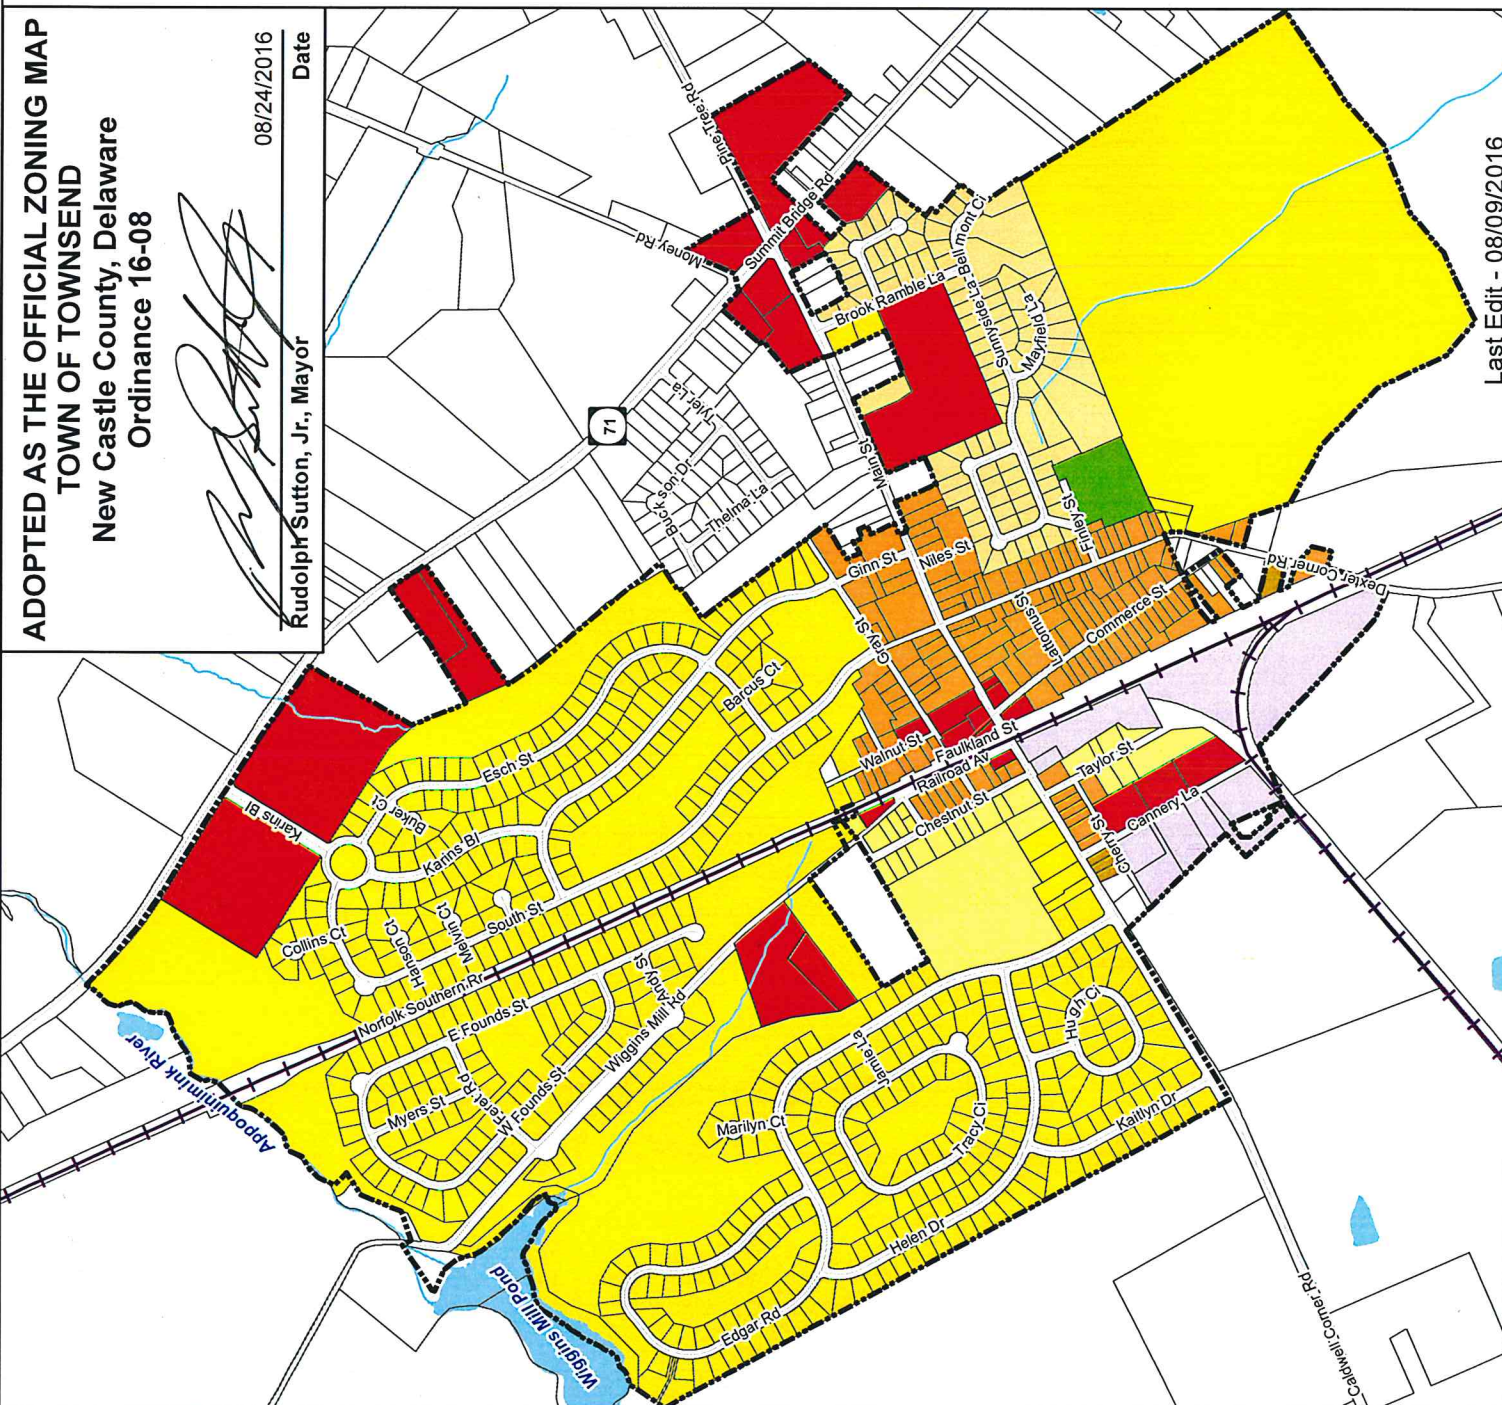 ADOPTED AS THE OFFICIAL ZONING MAP
TOWN OF TOWNSEND
New Castle County, Delaware
Ordinance 16-08
08/24/2016
Rudolph Sutton, Jr., Mayor
Date
Pine Tree Rd
Money Rd
Summit Bridge Rd
71
Tyler La
Buckson Dr
Thelma La
Main St
Brook Ramble La
Bellmont Ci
Sunnyside La
Mayfield La
Finley St
Ginn St
Niles St
Gray St
Lattomus St
Commerce St
Dexter Corner Rd
Walnut St
Faulkland St
Railroad Av
Chestnut St
Taylor St
Cherry St
Cannery La
Barcus Ct
Esch St
Buker Ct
Karins Bl
Karins Bl
Collins Ct
Hanson Ct
Melvin Ct
South St
Norfolk Southern Rr
E Founds St
Andy St
Wiggins Mill Rd
Myers St
Feret Rd
W Founds St
Appoquinimink River
Wiggins Mill Pond
Marilyn Ct
Jamie La
Tracy Ci
Hugh Ci
Kaitlyn Dr
Helen Dr
Edgar Rd
Caldwell Corner Rd
Last Edit - 08/09/2016